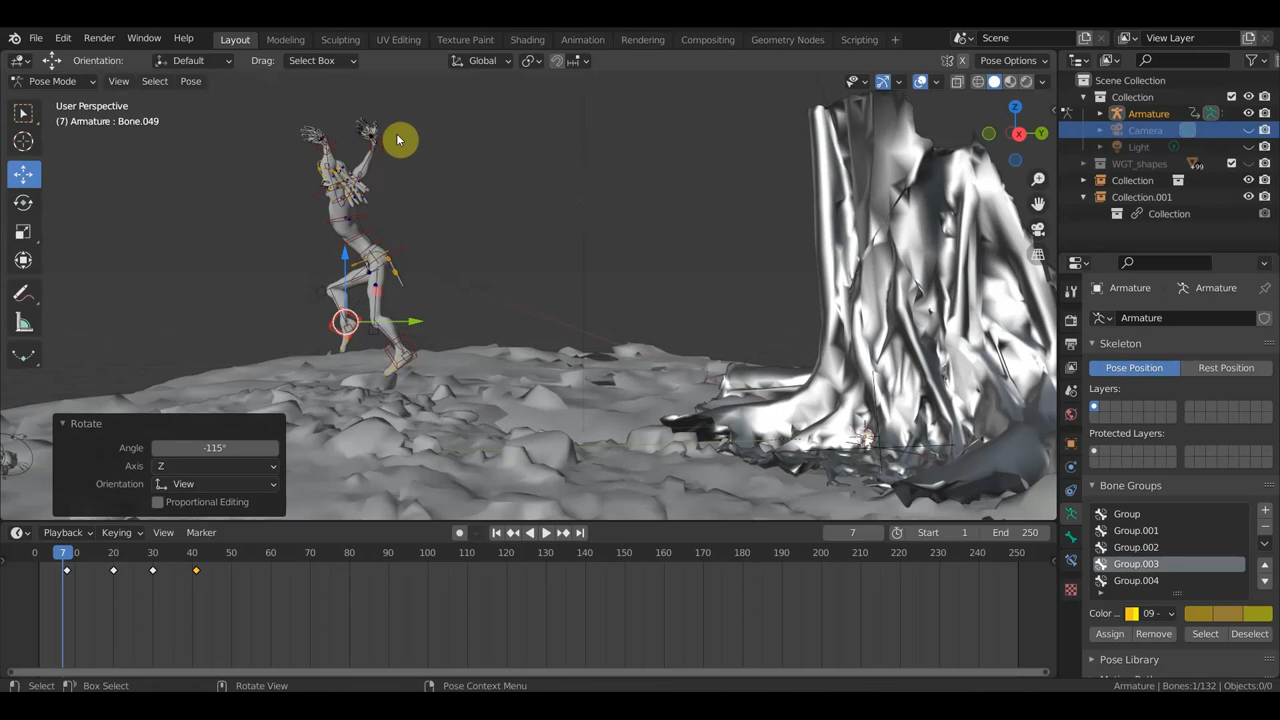 File Edit Render Window Help Layout Modeling Sculpting UV Editing Texture Paint Shading Animation Rendering Compositing Geometry Nodes Scripting + Scene View Layer
Orientation: Default Drag: Select Box Global Pose Options
Pose Mode View Select Pose
Scene Collection
Collection
Armature
Camera
Light
WGT_shapes 99
Collection
Collection.001
Collection
User Perspective
(7) Armature : Bone.049
Z
X
Y
Rotate
Angle -115°
Axis Z
Orientation View
Proportional Editing
Armature Armature
Armature
Skeleton
Pose Position Rest Position
Layers:
Protected Layers:
Bone Groups
Group
Group.001
Group.002
Group.003
Group.004
Color ... 09 -
Assign Remove Select Deselect
Pose Library
Playback Keying View Marker 7 Start 1 End 250
0 7 20 30 40 50 60 70 80 90 100 110 120 130 140 150 160 170 180 190 200 210 220 230 240 250
Select Box Select Rotate View Pose Context Menu Armature | Bones:1/132 | Objects:0/0